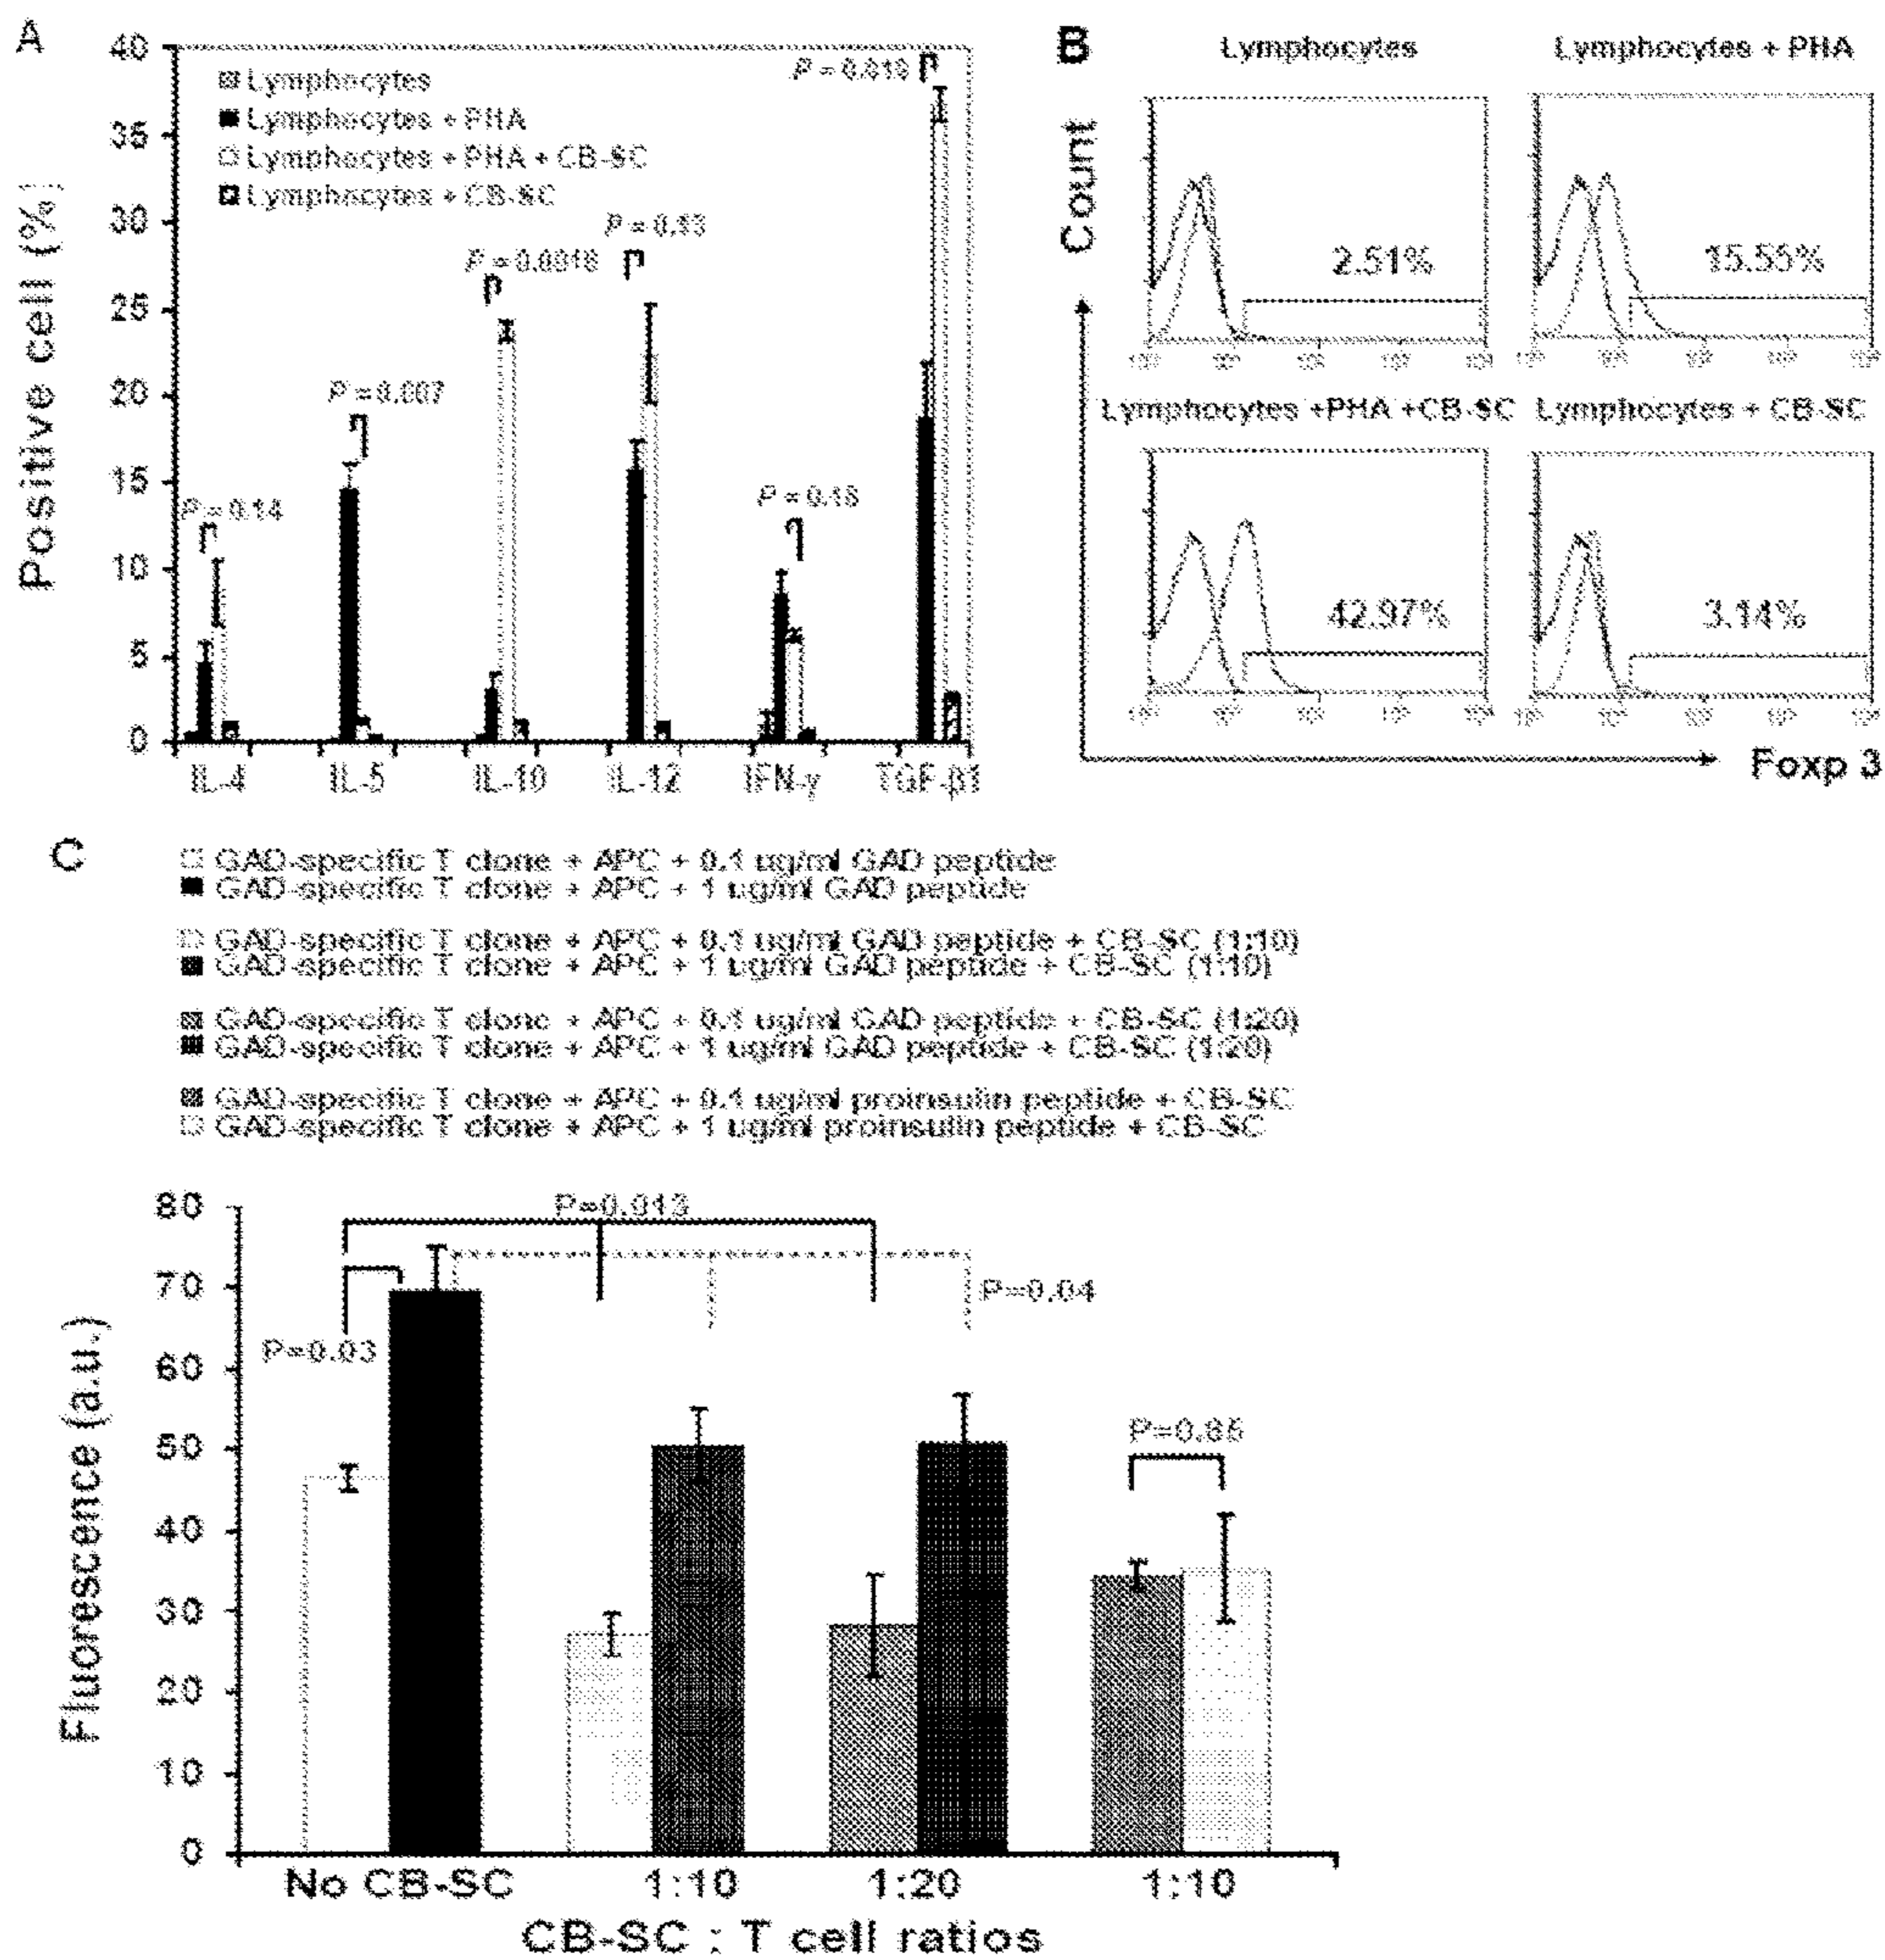 A
Positive cell (%)
40
35
30
25
20
15
10
5
0
Lymphocytes
Lymphocytes + PHA
Lymphocytes + PHA + CB-SC
Lymphocytes + CB-SC
P = 0.14
P = 0.007
P = 0.0018
P = 0.13
P = 0.18
P = 0.018
IL-4 IL-5 IL-10 IL-12 IFN-γ TGF-β1
B
Count
Lymphocytes
2.51%
Lymphocytes + PHA
15.55%
Lymphocytes +PHA +CB-SC
42.97%
Lymphocytes + CB-SC
3.14%
Foxp 3
C
GAD-specific T clone + APC + 0.1 ug/ml GAD peptide
GAD-specific T clone + APC + 1 ug/ml GAD peptide
GAD-specific T clone + APC + 0.1 ug/ml GAD peptide + CB-SC (1:10)
GAD-specific T clone + APC + 1 ug/ml GAD peptide + CB-SC (1:10)
GAD-specific T clone + APC + 0.1 ug/ml GAD peptide + CB-SC (1:20)
GAD-specific T clone + APC + 1 ug/ml GAD peptide + CB-SC (1:20)
GAD-specific T clone + APC + 0.1 ug/ml proinsulin peptide + CB-SC
GAD-specific T clone + APC + 1 ug/ml proinsulin peptide + CB-SC
Fluorescence (a.u.)
80
70
60
50
40
30
20
10
0
P=0.013
P=0.03
P=0.04
P=0.85
No CB-SC 1:10 1:20 1:10
CB-SC : T cell ratios